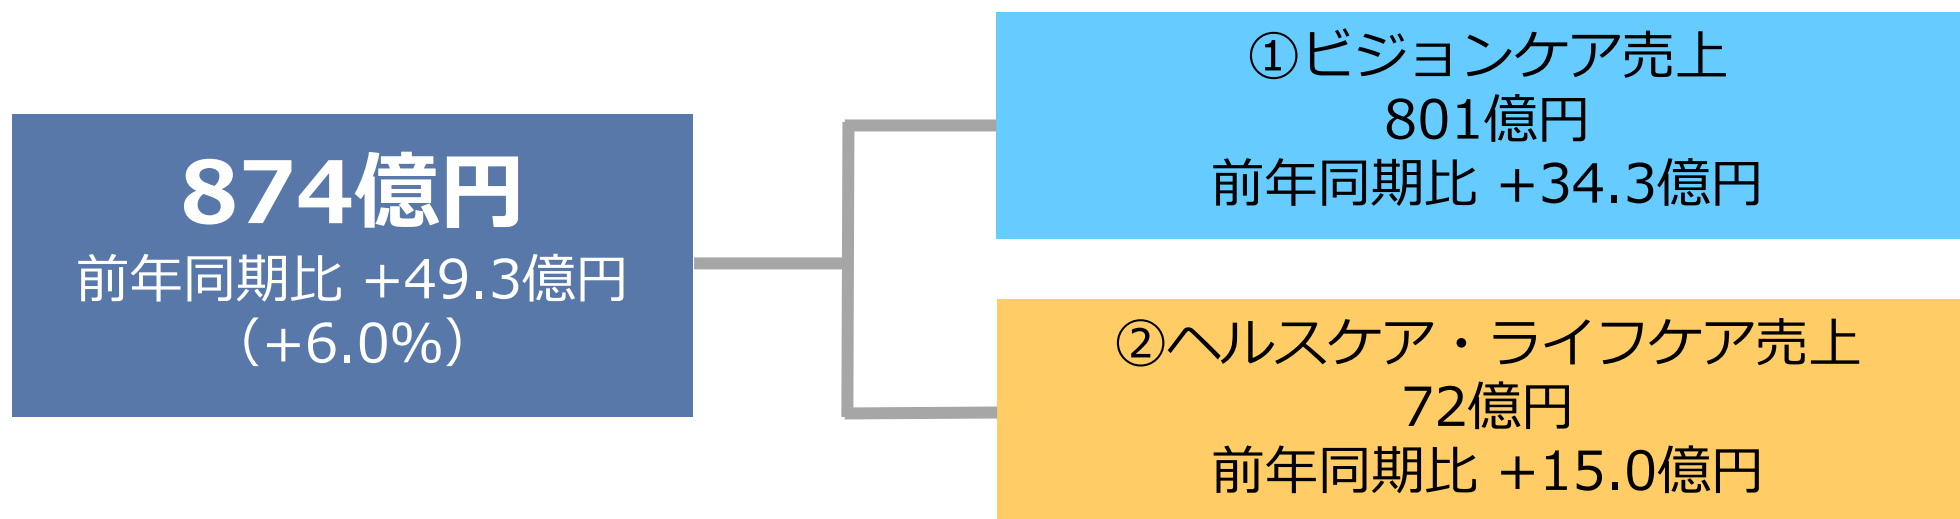 874億円
前年同期比 +49.3億円
（+6.0%）
①ビジョンケア売上
801億円
前年同期比 +34.3億円
②ヘルスケア・ライフケア売上
72億円
前年同期比 +15.0億円